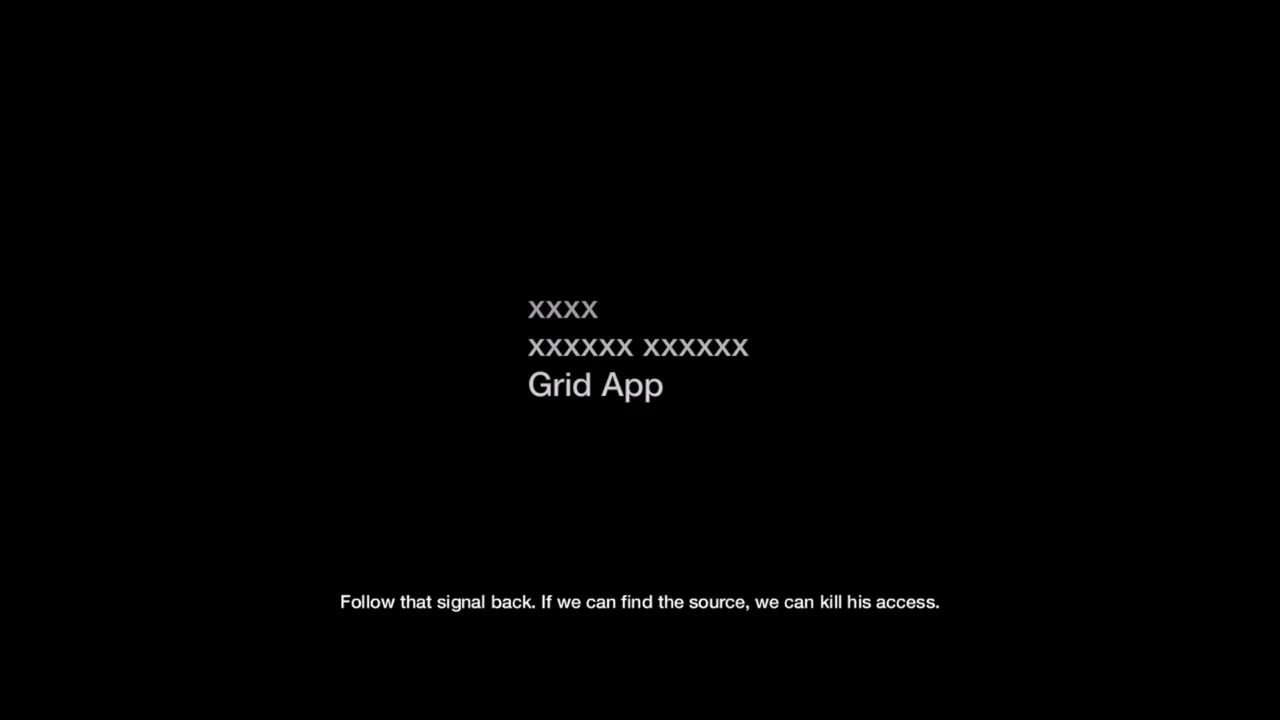 xxxx
xxxxxx xxxxxx
Grid App
Follow that signal back. If we can find the source, we can kill his access.